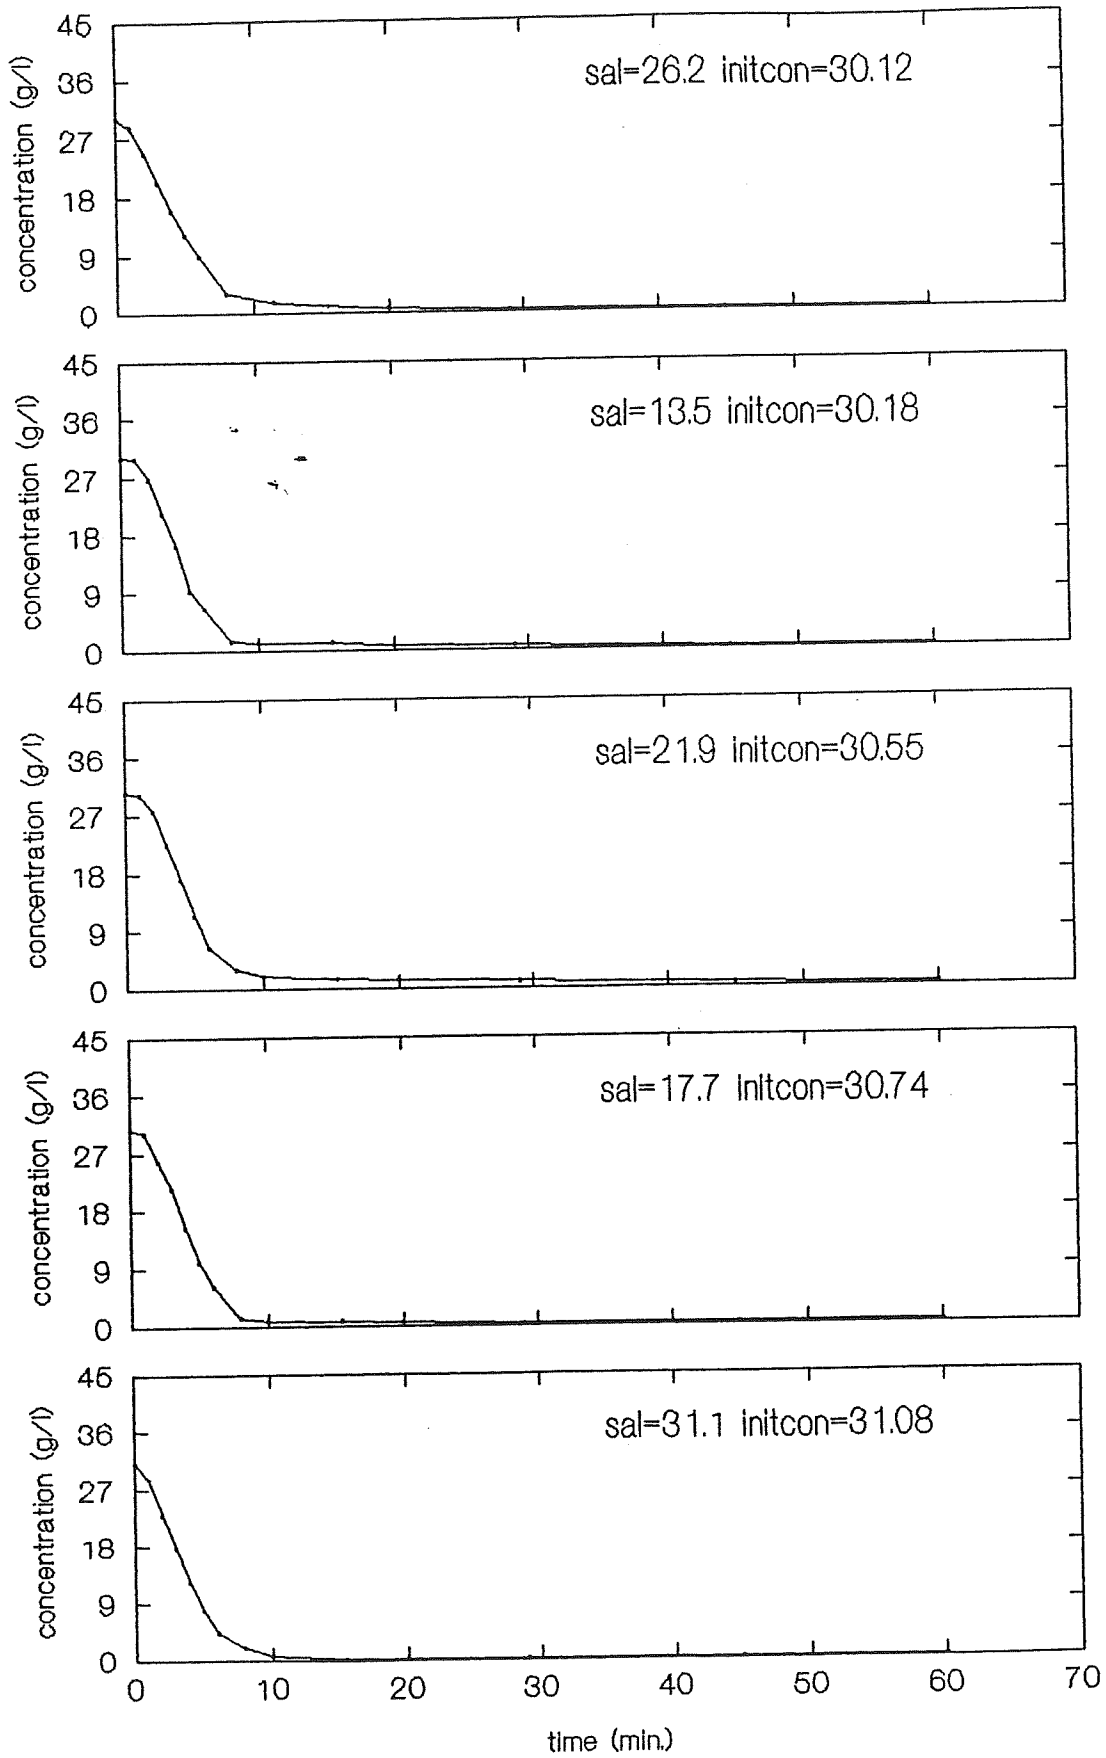 45
sal=26.2 initcon=30.12
36
27
18
9
0
concentration (g/l)
45
sal=13.5 initcon=30.18
36
27
18
9
0
concentration (g/l)
45
sal=21.9 initcon=30.55
36
27
18
9
0
concentration (g/l)
45
sal=17.7 initcon=30.74
36
27
18
9
0
concentration (g/l)
45
sal=31.1 initcon=31.08
36
27
18
9
0
concentration (g/l)
0 10 20 30 40 50 60 70
time (min.)